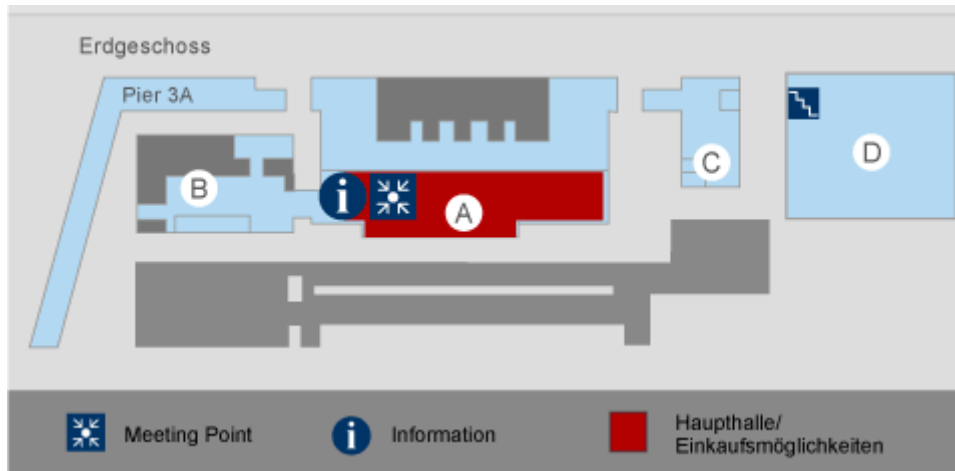 Erdgeschoss
Pier 3A
B
i
A
C
D
Meeting Point
i
Information
Haupthalle/
Einkaufsmöglichkeiten